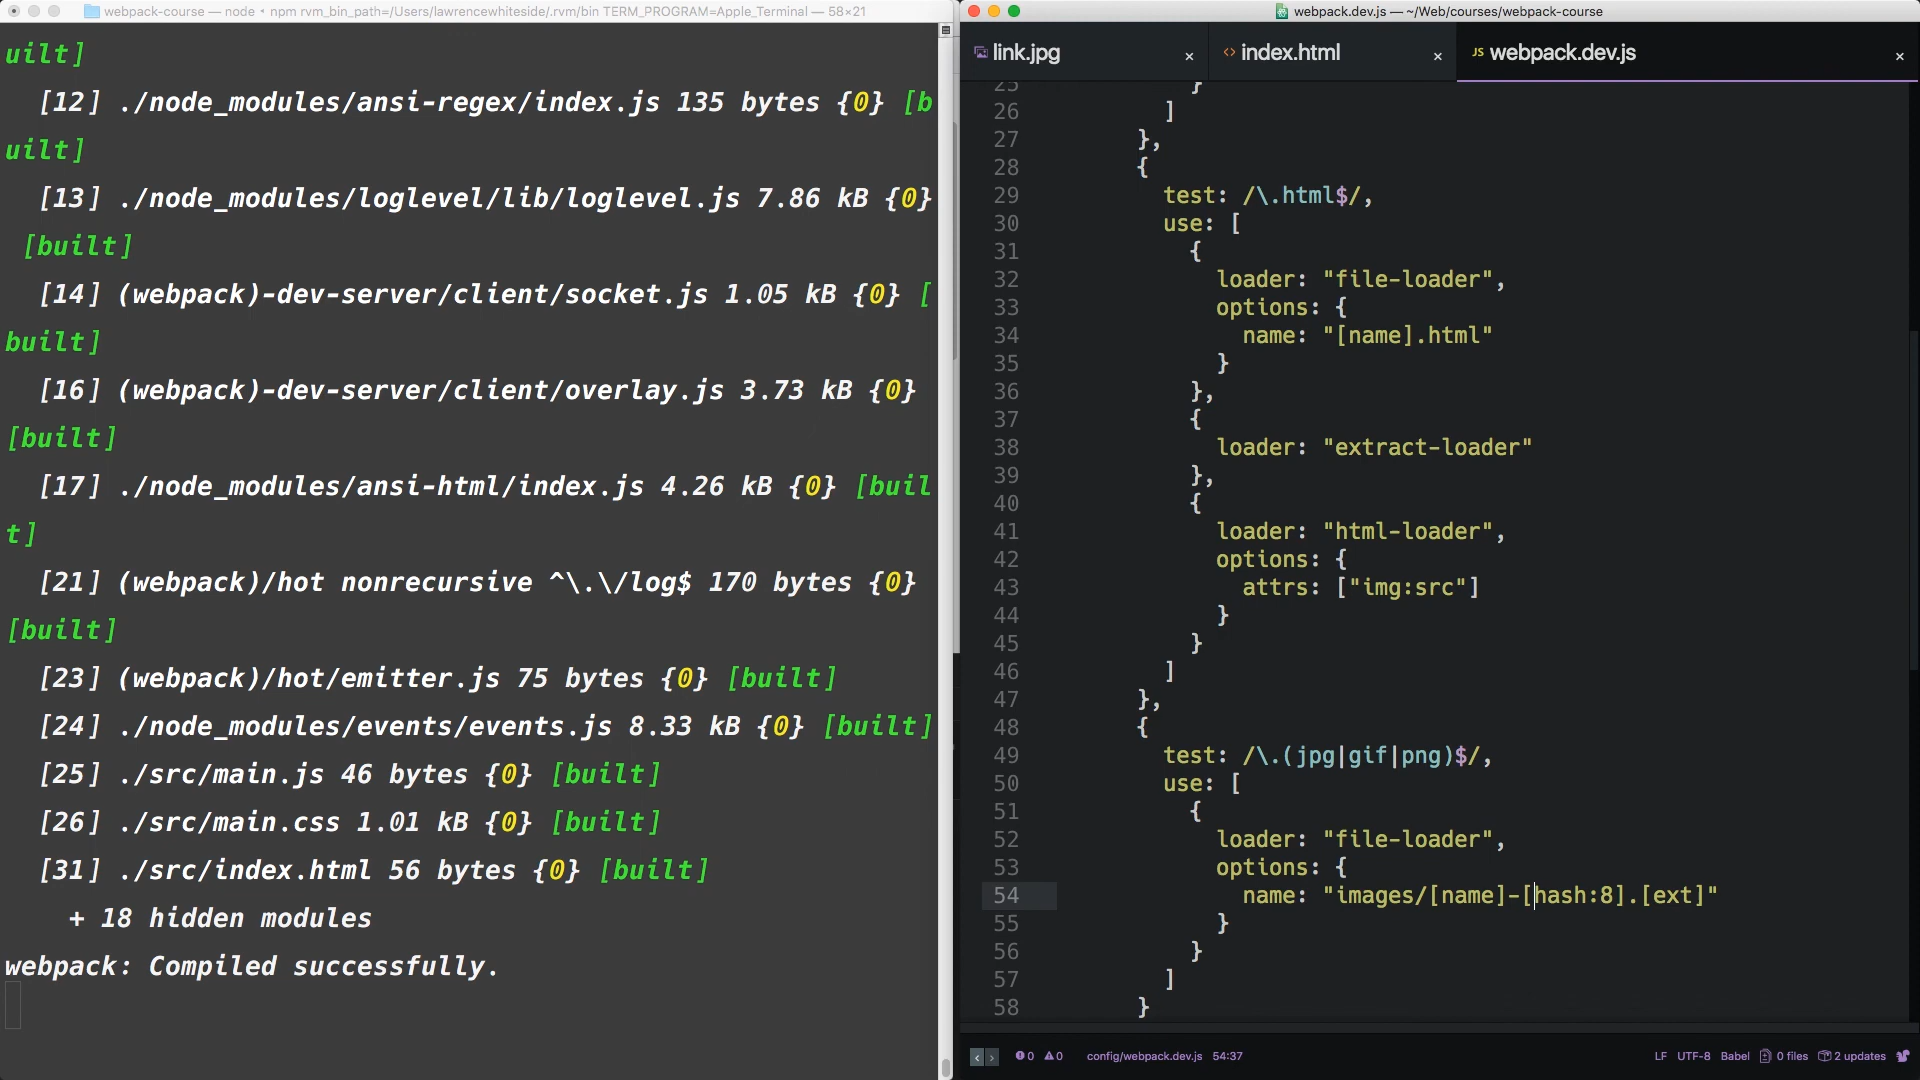 webpack-course — node ‹ npm rvm_bin_path=/Users/lawrencewhiteside/.rvm/bin TERM_PROGRAM=Apple_Terminal — 58×21
uilt]
[12] ./node_modules/ansi-regex/index.js 135 bytes {0} [b
uilt]
[13] ./node_modules/loglevel/lib/loglevel.js 7.86 kB {0}
[built]
[14] (webpack)-dev-server/client/socket.js 1.05 kB {0} [
built]
[16] (webpack)-dev-server/client/overlay.js 3.73 kB {0}
[built]
[17] ./node_modules/ansi-html/index.js 4.26 kB {0} [buil
t]
[21] (webpack)/hot nonrecursive ^\.\/log$ 170 bytes {0}
[built]
[23] (webpack)/hot/emitter.js 75 bytes {0} [built]
[24] ./node_modules/events/events.js 8.33 kB {0} [built]
[25] ./src/main.js 46 bytes {0} [built]
[26] ./src/main.css 1.01 kB {0} [built]
[31] ./src/index.html 56 bytes {0} [built]
+ 18 hidden modules
webpack: Compiled successfully.
webpack.dev.js — ~/Web/courses/webpack-course
link.jpg × <> index.html × JS webpack.dev.js ×
25 }
26 ]
27 },
28 {
29 test: /\.html$/,
30 use: [
31 {
32 loader: "file-loader",
33 options: {
34 name: "[name].html"
35 }
36 },
37 {
38 loader: "extract-loader"
39 },
40 {
41 loader: "html-loader",
42 options: {
43 attrs: ["img:src"]
44 }
45 }
46 ]
47 },
48 {
49 test: /\.(jpg|gif|png)$/,
50 use: [
51 {
52 loader: "file-loader",
53 options: {
54 name: "images/[name]-[hash:8].[ext]"
55 }
56 }
57 ]
58 }
0 0 config/webpack.dev.js 54:37 LF UTF-8 Babel 0 files 2 updates